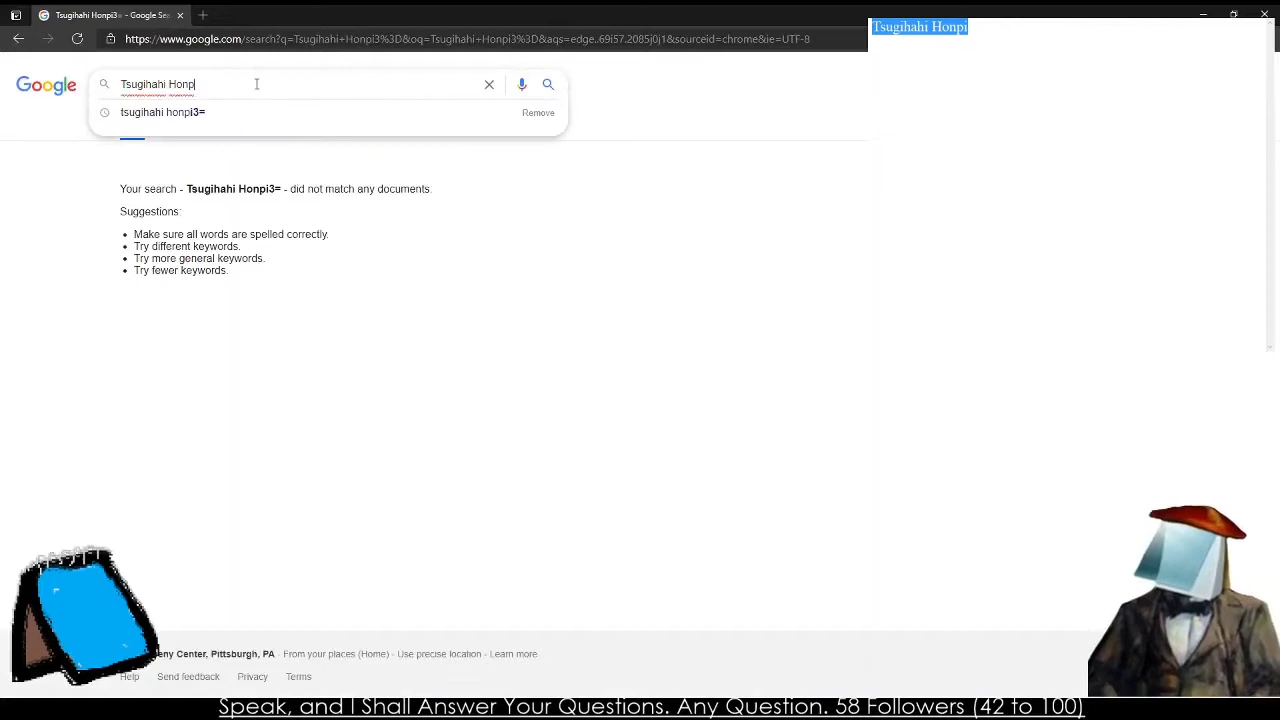 Tsugihahi Honpi3= - Google Sea
https://www.google.com/search?q=Tsugihahi+Honpi3%3D&oq=Tsugihahi+Honpi3%3D&aqs=edge..69i57.2085j0j1&sourceid=chrome&ie=UTF-8
Tsugihahi Honpi
Google
Tsugihahi Honp
tsugihahi honpi3=
Remove
Your search - Tsugihahi Honpi3= - did not match any documents.
Suggestions:
• Make sure all words are spelled correctly.
• Try different keywords.
• Try more general keywords.
• Try fewer keywords.
eny Center, Pittsburgh, PA - From your places (Home) - Use precise location - Learn more
Help Send feedback Privacy Terms
Speak, and I Shall Answer Your Questions. Any Question. 58 Followers (42 to 100)